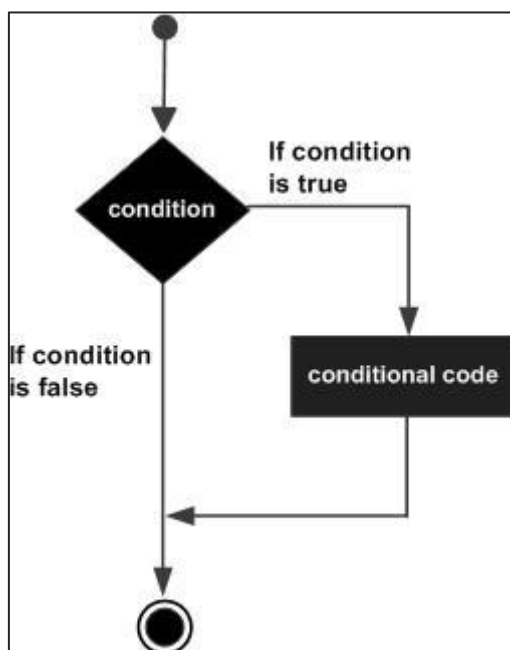 If condition
is true
condition
If condition
is false
conditional code